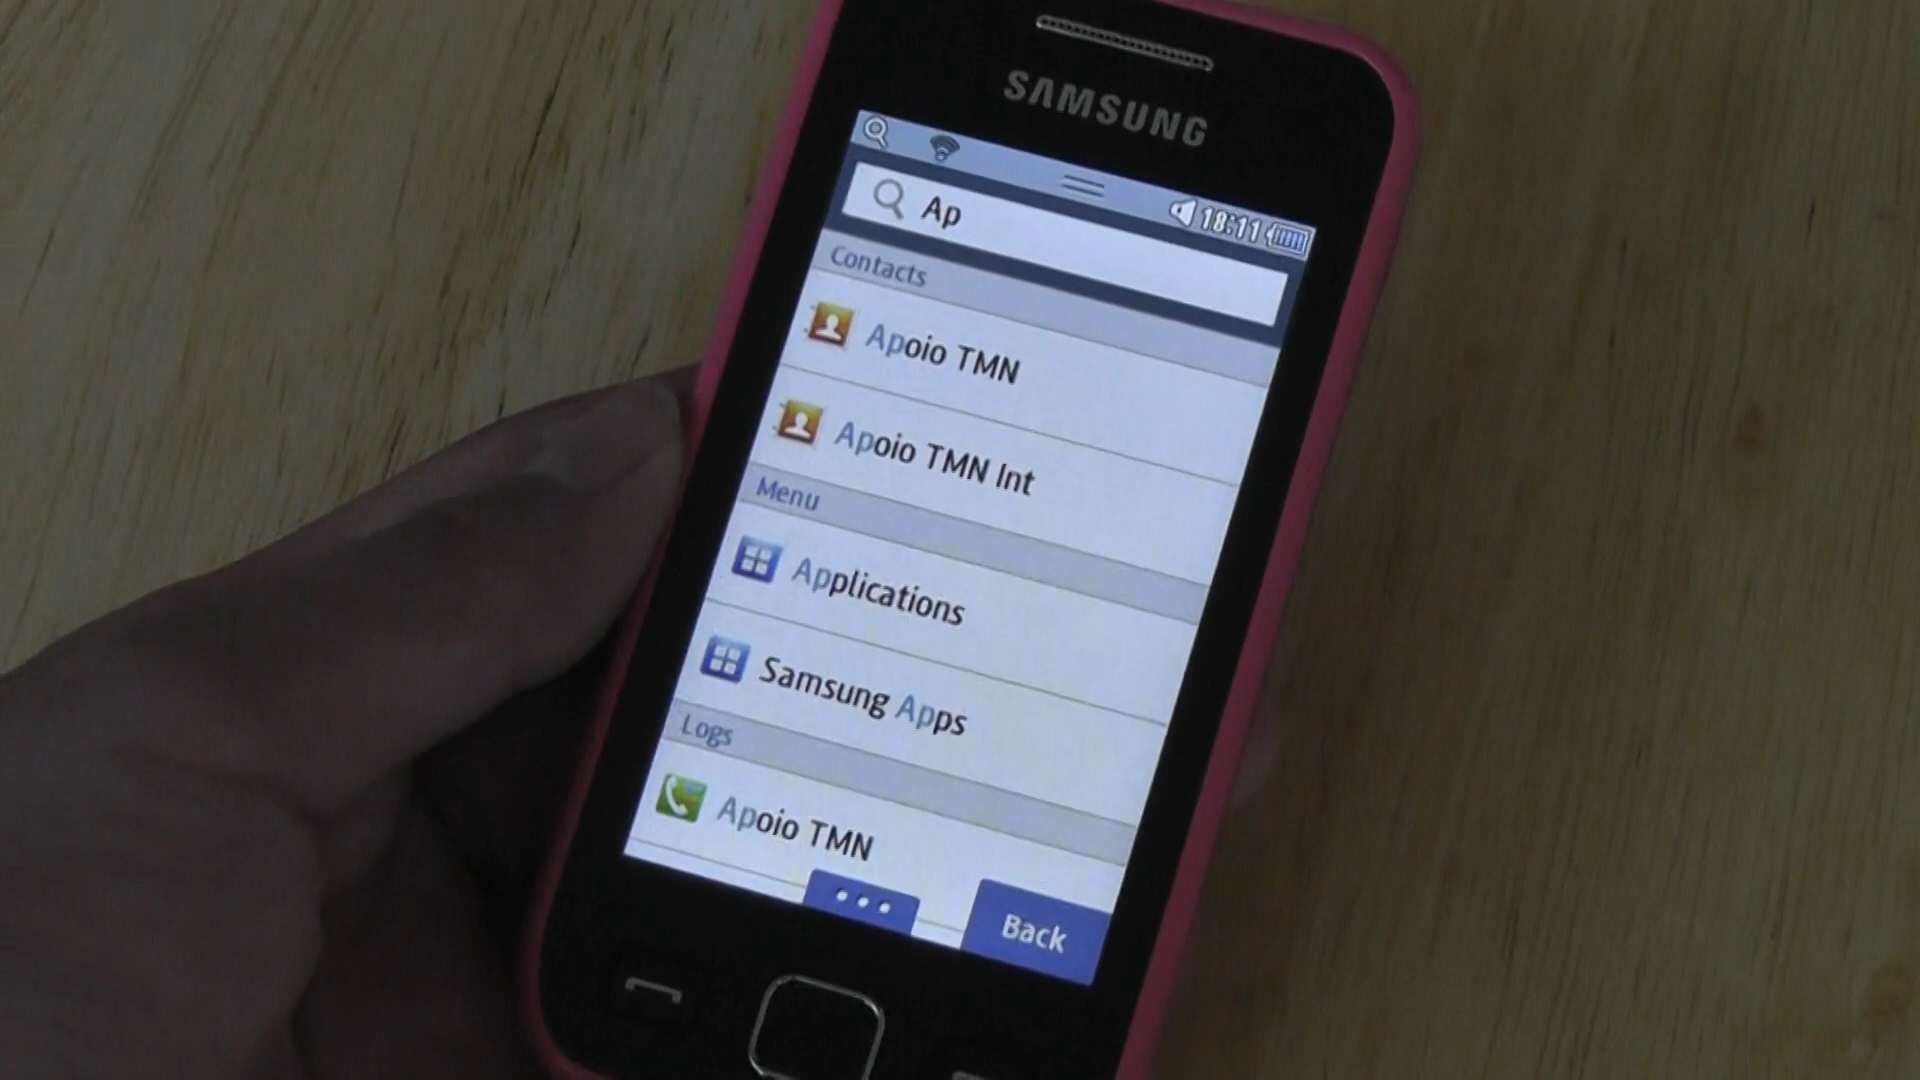 SAMSUNG
18:11
Ap
Contacts
Apoio TMN
Apoio TMN Int
Menu
Applications
Samsung Apps
Logs
Apoio TMN
Back